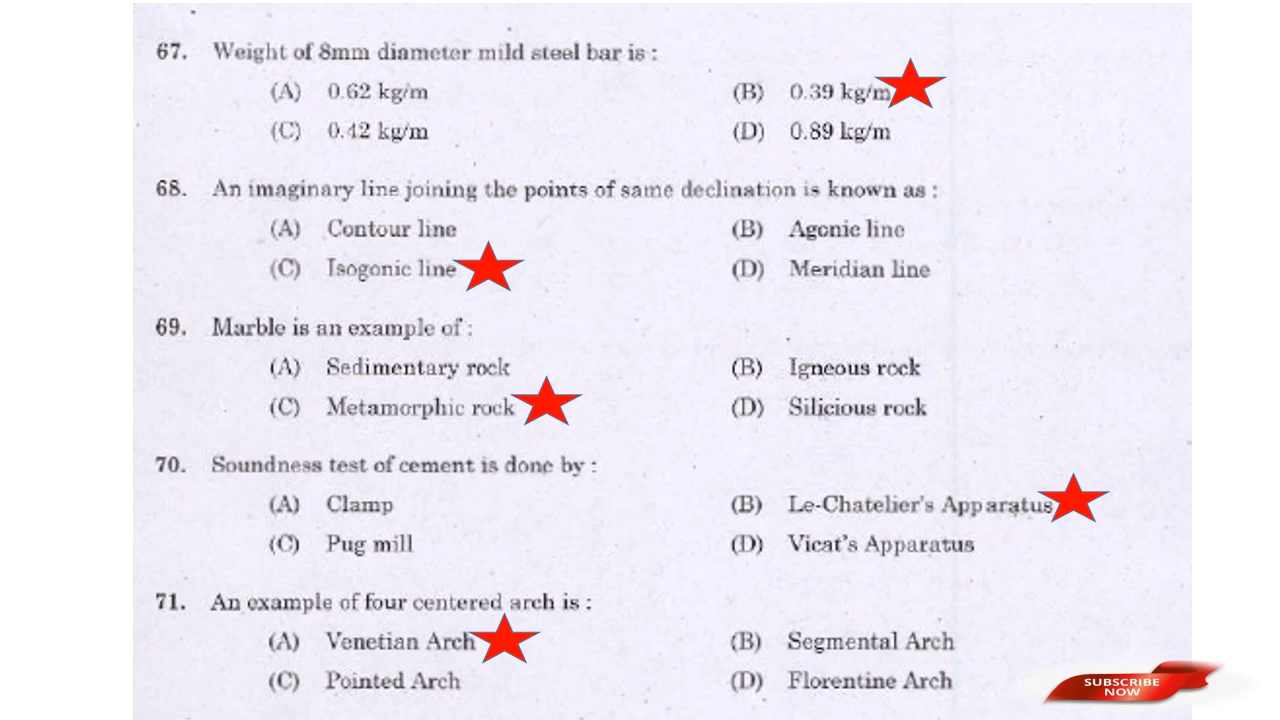 67. Weight of 8mm diameter mild steel bar is :
(A) 0.62 kg/m (B) 0.39 kg/m
(C) 0.42 kg/m (D) 0.89 kg/m
68. An imaginary line joining the points of same declination is known as :
(A) Contour line (B) Agonic line
(C) Isogonic line (D) Meridian line
69. Marble is an example of :
(A) Sedimentary rock (B) Igneous rock
(C) Metamorphic rock (D) Silicious rock
70. Soundness test of cement is done by :
(A) Clamp (B) Le-Chatelier's Apparatus
(C) Pug mill (D) Vicat's Apparatus
71. An example of four centered arch is :
(A) Venetian Arch (B) Segmental Arch
(C) Pointed Arch (D) Florentine Arch
SUBSCRIBE
NOW